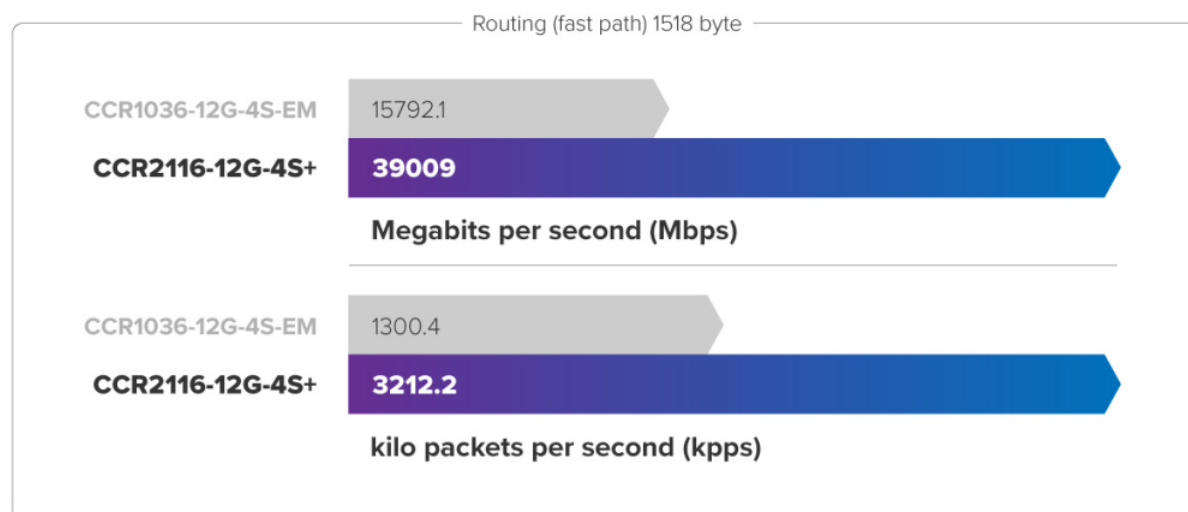 Routing (fast path) 1518 byte
CCR1036-12G-4S-EM 15792.1
CCR2116-12G-4S+ 39009
Megabits per second (Mbps)
CCR1036-12G-4S-EM 1300.4
CCR2116-12G-4S+ 3212.2
kilo packets per second (kpps)